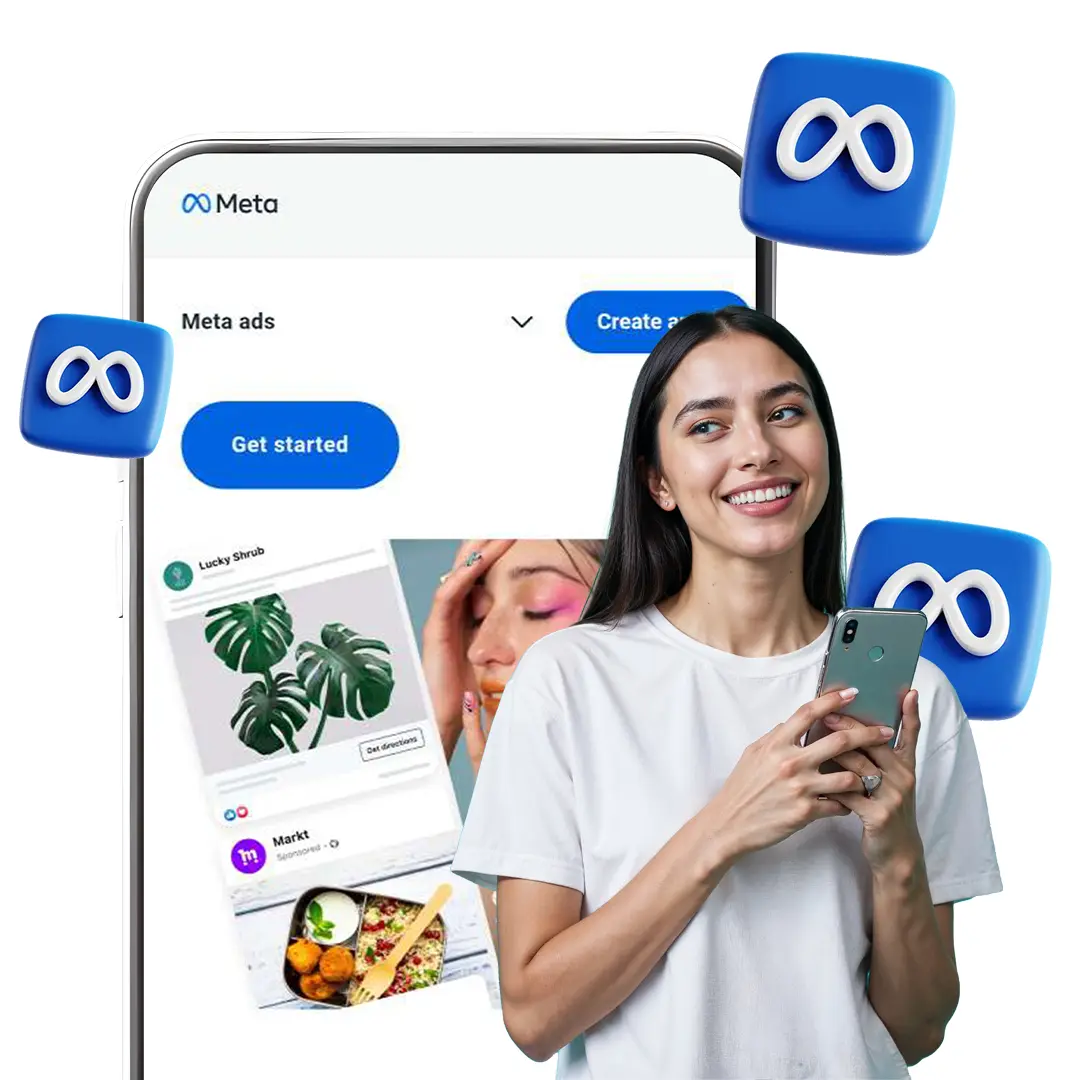 Meta
Meta ads
Create a
Get started
Lucky Shrub
Get directions
Markt
Sponsored
m